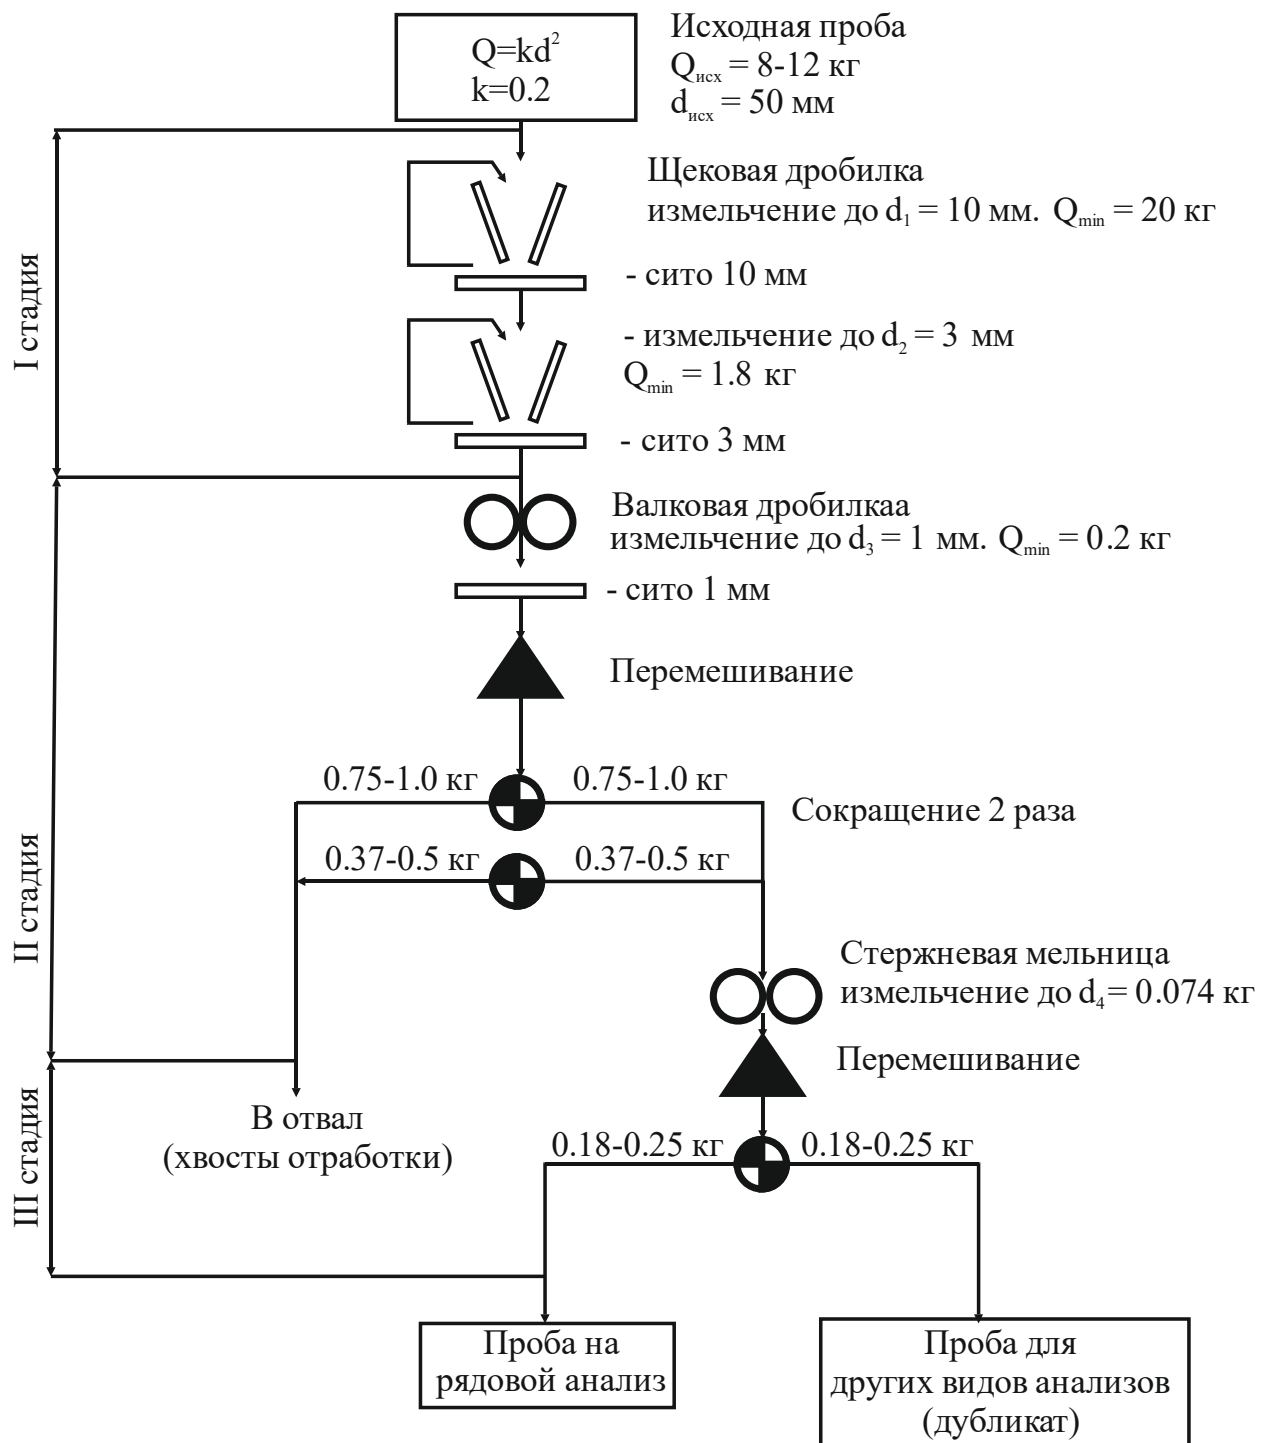 Q=kd²
k=0.2
Исходная проба
Qисх = 8-12 кг
dисх = 50 мм
Щековая дробилка
измельчение до d₁ = 10 мм. Qmin = 20 кг
- сито 10 мм
I стадия
- измельчение до d₂ = 3 мм
Qmin = 1.8 кг
- сито 3 мм
Валковая дробилкаа
измельчение до d₃ = 1 мм. Qmin = 0.2 кг
- сито 1 мм
Перемешивание
0.75-1.0 кг
0.75-1.0 кг
Сокращение 2 раза
0.37-0.5 кг
0.37-0.5 кг
II стадия
Стержневая мельница
измельчение до d₄ = 0.074 кг
Перемешивание
В отвал
(хвосты отработки)
0.18-0.25 кг
0.18-0.25 кг
III стадия
Проба на
рядовой анализ
Проба для
других видов анализов
(дубликат)